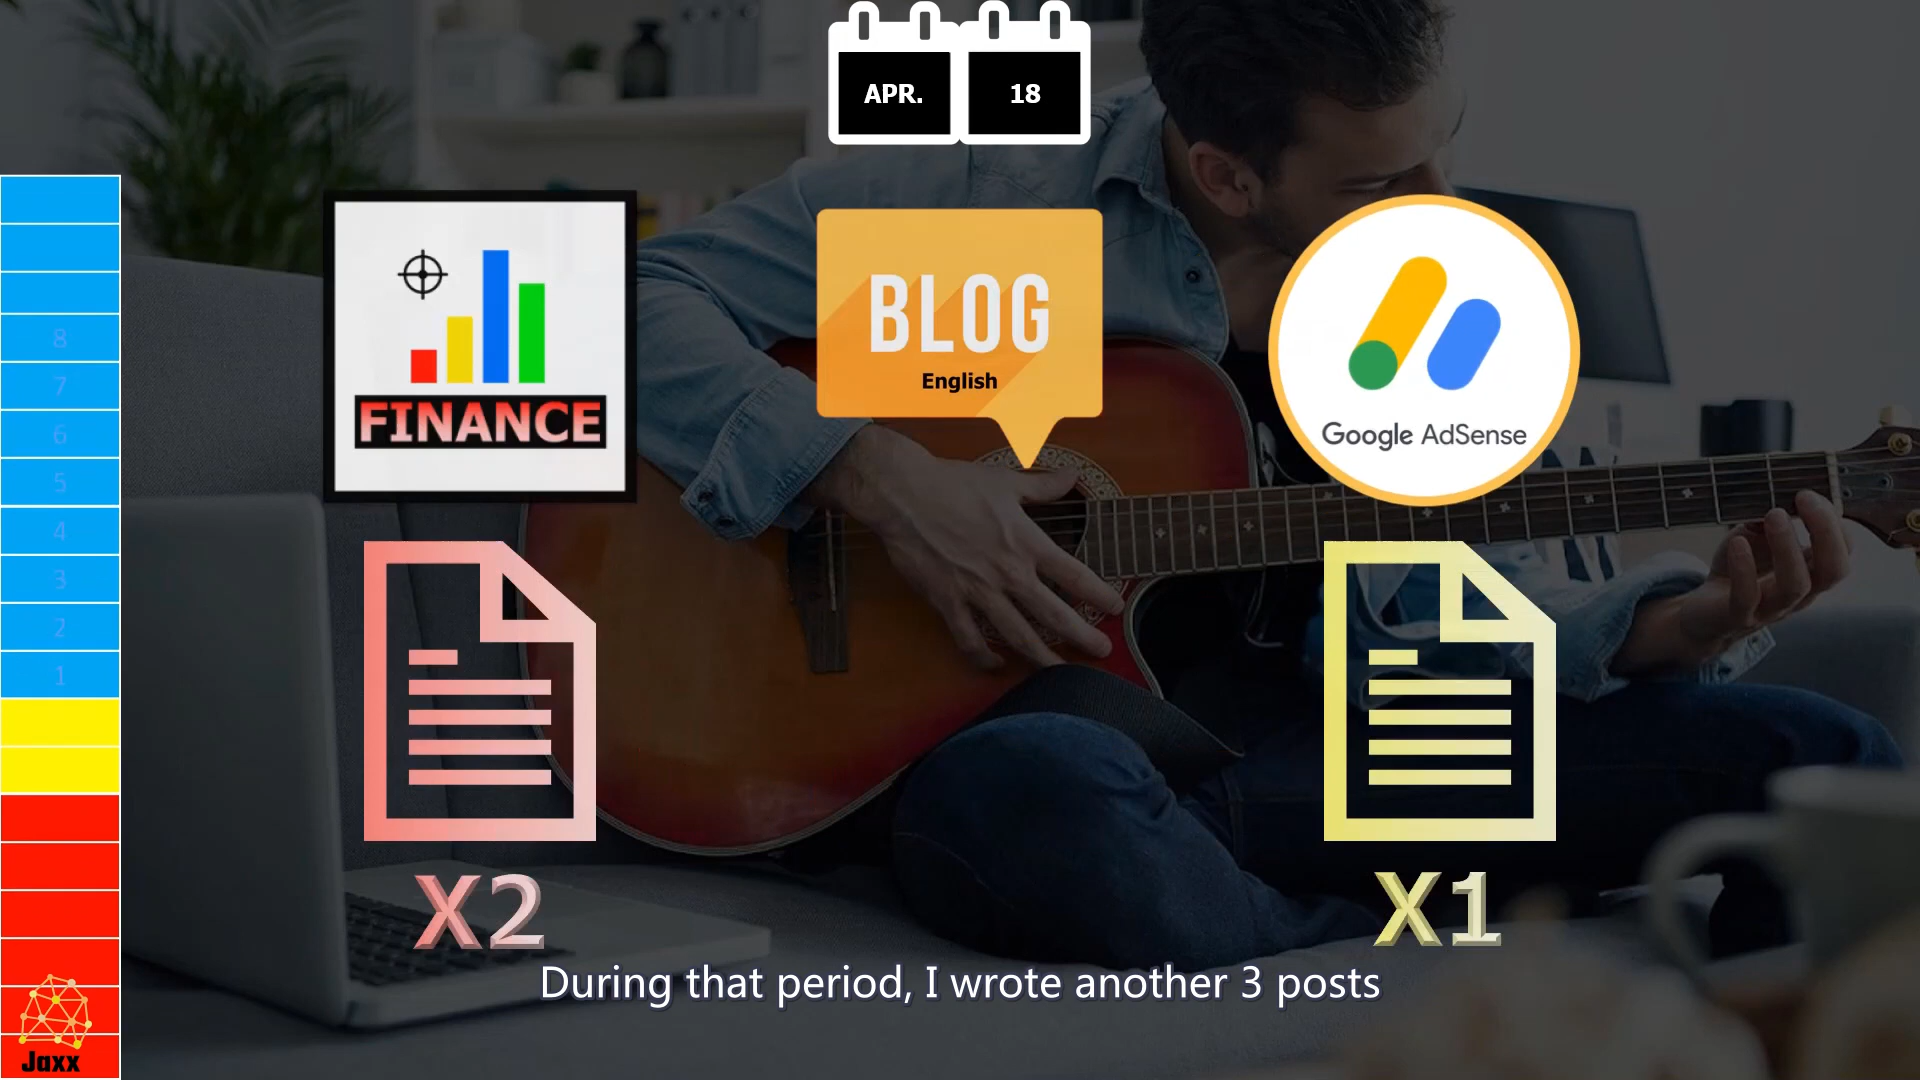 APR.
18
FINANCE
BLOG
English
Google AdSense
8
7
6
5
4
3
2
1
X2
X1
During that period, I wrote another 3 posts
Jaxx